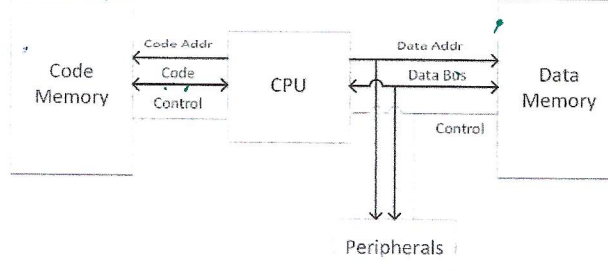 Code Addr
Data Addr
Code
Memory
Code
CPU
Data Bus
Data
Memory
Control
Control
Peripherals